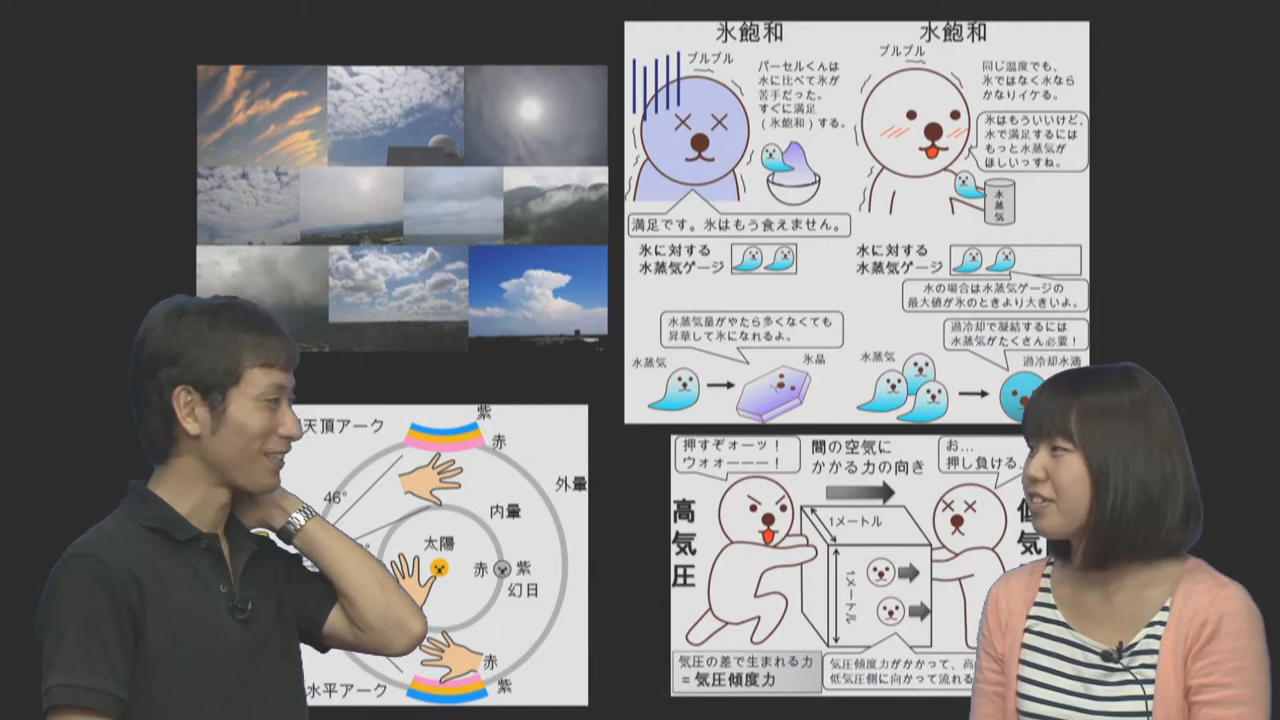 氷飽和
ブルブル
パーセルくんは
水に比べて氷が
苦手だった。
すぐに満足
（氷飽和）する。
満足です。氷はもう食えません。
氷に対する
水蒸気ゲージ
水蒸気量がやたら多くなくても
昇華して氷になれるよ。
水蒸気
氷晶
水飽和
ブルブル
同じ温度でも、
氷ではなく水なら
かなりイケる。
氷はもういいけど、
水で満足するには
もっと水蒸気が
ほしいっすね。
水蒸気
水に対する
水蒸気ゲージ
水の場合は水蒸気ゲージの
最大値が氷のときより大きいよ。
過冷却で凝結するには
水蒸気がたくさん必要！
水蒸気
過冷却水滴
天頂アーク
紫
赤
46°
外暈
内暈
太陽
赤
紫
幻日
赤
紫
水平アーク
押すぞォーッ！
ウォォーーー！
間の空気に
かかる力の向き
お…
押し負ける
高気圧
1メートル
1メートル
気圧の差で生まれる力
＝気圧傾度力
気圧傾度力がかかって、高
低気圧側に向かって流れる